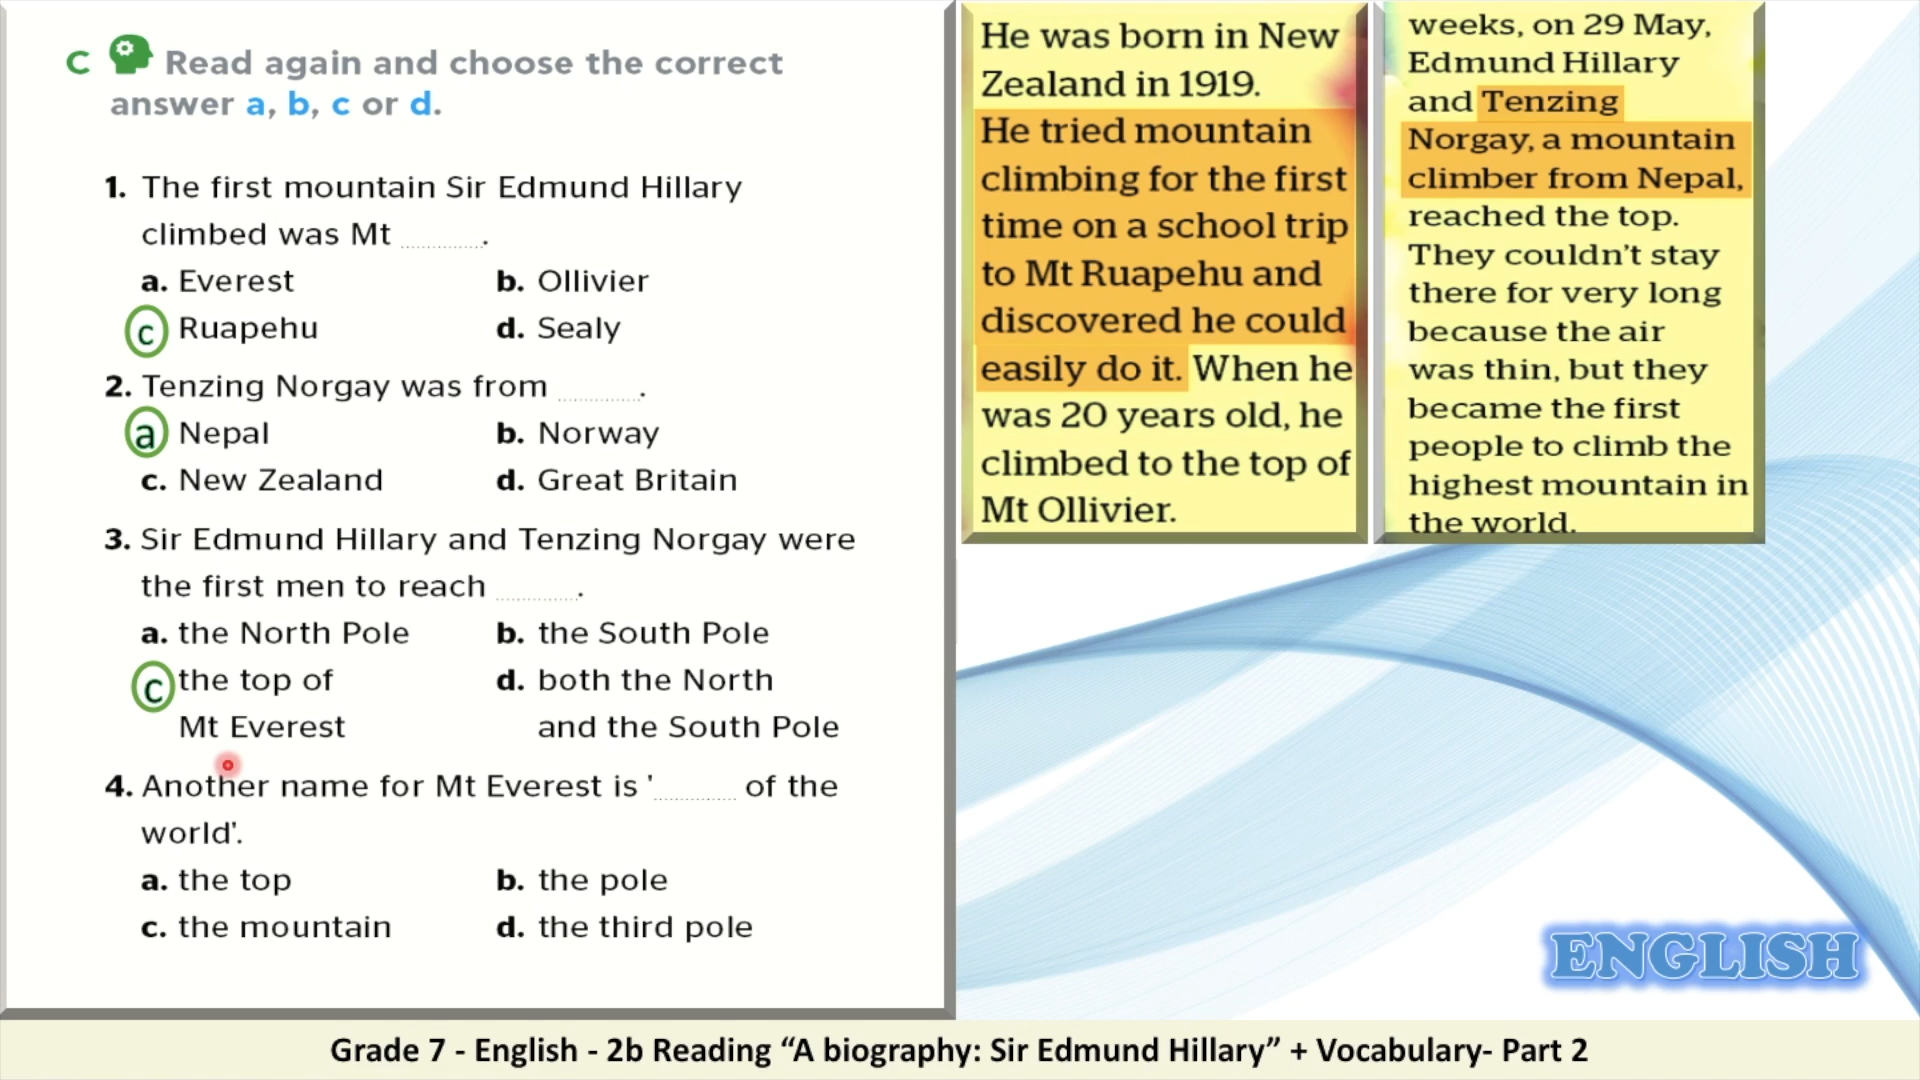 C Read again and choose the correct
answer a, b, c or d.
1. The first mountain Sir Edmund Hillary
climbed was Mt ............ .
a. Everest b. Ollivier
c Ruapehu d. Sealy
2. Tenzing Norgay was from ............ .
a Nepal b. Norway
c. New Zealand d. Great Britain
3. Sir Edmund Hillary and Tenzing Norgay were
the first men to reach ............ .
a. the North Pole b. the South Pole
c the top of d. both the North
Mt Everest and the South Pole
4. Another name for Mt Everest is '............ of the
world'.
a. the top b. the pole
c. the mountain d. the third pole
He was born in New
Zealand in 1919.
He tried mountain
climbing for the first
time on a school trip
to Mt Ruapehu and
discovered he could
easily do it. When he
was 20 years old, he
climbed to the top of
Mt Ollivier.
weeks, on 29 May,
Edmund Hillary
and Tenzing
Norgay, a mountain
climber from Nepal,
reached the top.
They couldn't stay
there for very long
because the air
was thin, but they
became the first
people to climb the
highest mountain in
the world.
ENGLISH
Grade 7 - English - 2b Reading “A biography: Sir Edmund Hillary” + Vocabulary- Part 2